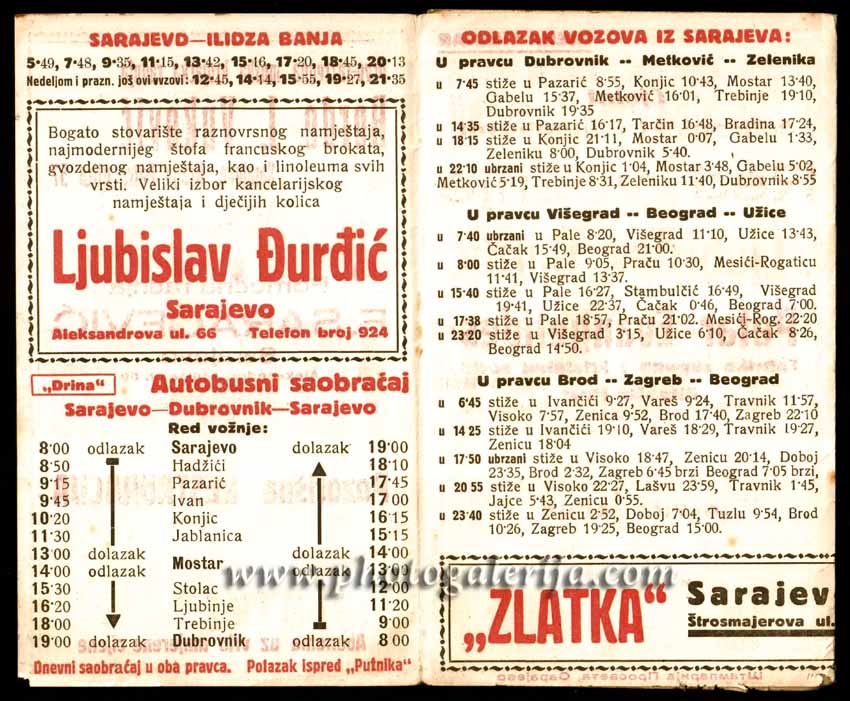 SARAJEVO—ILIDZA BANJA
5·49, 7·48, 9·35, 11·15, 13·42, 15·16, 17·20, 18·45, 20·13
Nedeljom i prazn. još ovi vvzovi: 12·45, 14·14, 15·55, 19·27, 21·35
Bogato stovarište raznovrsnog namještaja,
najmodernijeg štofa francuskog brokata,
gvozdenog namještaja, kao i linoleuma svih
vrsti. Veliki izbor kancelarijskog
namještaja i dječijih kolica
Ljubislav Đurđić
Sarajevo
Aleksandrova ul. 66 Telefon broj 924
„Drina“ Autobusni saobraćaj
Sarajevo—Dubrovnik—Sarajevo
Red vožnje:
8·00 odlazak Sarajevo dolazak 19·00
8·50 Hadžići 18·10
9·15 Pazarić 17·45
9·45 Ivan 17·00
10·20 Konjic 16·15
11·30 Jablanica 15·15
13·00 dolazak Mostar dolazak 14·00
14·00 odlazak odlazak 13·00
15·30 Stolac 12·00
16·20 Ljubinje 11·20
18·00 Trebinje 9·00
19·00 dolazak Dubrovnik odlazak 8·00
Dnevni saobraćaj u oba pravca. Polazak ispred „Putnika“
ODLAZAK VOZOVA IZ SARAJEVA:
U pravcu Dubrovnik -- Metković -- Zelenika
u 7·45 stiže u Pazarić 8·55, Konjic 10·43, Mostar 13·40,
Gabelu 15·37, Metković 16·01, Trebinje 19·10,
Dubrovnik 19·35
u 14·35 stiže u Pazarić 16·17, Tarčin 16·48, Bradina 17·24,
u 18·15 stiže u Konjic 21·11, Mostar 0·07, Gabelu 1·33,
Zeleniku 8·00, Dubrovnik 5·40.
u 22·10 ubrzani stiže u Konjic 1·04, Mostar 3·48, Gabelu 5·02,
Metković 5·19, Trebinje 8·31, Zeleniku 11·40, Dubrovnik 8·55
U pravcu Višegrad -- Beograd -- Užice
u 7·40 ubrzani u Pale 8·20, Višegrad 11·10, Užice 13·43,
Čačak 15·49, Beograd 21·00.
u 8·00 stiže u Pale 9·05, Praču 10·30, Mesići-Rogaticu
11·41, Višegrad 13·37.
u 15·40 stiže u Pale 16·27, Stambulčić 16·49, Višegrad
19·41, Užice 22·37, Čačak 0·46, Beograd 7·00.
u 17·38 stiže u Pale 18·57, Praču 21·02. Mesići-Rog. 22·20
u 23·20 stiže u Višegrad 3·15, Užice 6·10, Čačak 8·26,
Beograd 14·50.
U pravcu Brod -- Zagreb -- Beograd
u 6·45 stiže u Ivančići 9·27, Vareš 9·24, Travnik 11·57,
Visoko 7·57, Zenica 9·52, Brod 17·40, Zagreb 22·10
u 14 25 stiže u Ivančići 19·10, Vareš 18·29, Travnik 19·27,
Zenicu 18·04
u 17·50 ubrzani stiže u Visoko 18·47, Zenicu 20·14, Doboj
23·35, Brod 2·32, Zagreb 6·45 brzi Beograd 7·05 brzi,
u 20 55 stiže u Visoko 22·27, Lašvu 23·59, Travnik 1·45,
Jajce 5·43, Zenicu 0·55.
u 23·40 stiže u Zenicu 2·52, Doboj 7·04, Tuzlu 9·54, Brod
10·26, Zagreb 19·25, Beograd 15·00.
„ZLATKA“ Sarajev
Štrosmajerova ul.
www.photogalerija.com